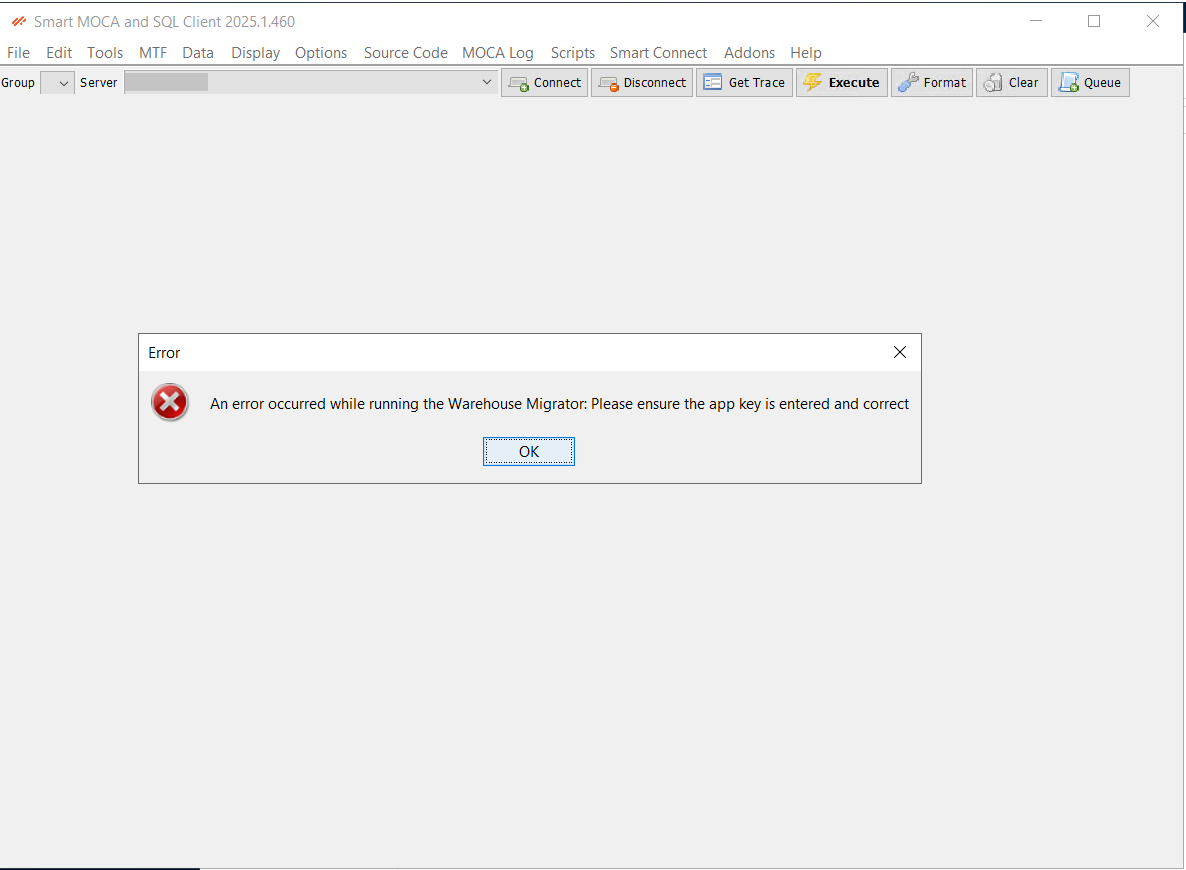 Smart MOCA and SQL Client 2025.1.460
File Edit Tools MTF Data Display Options Source Code MOCA Log Scripts Smart Connect Addons Help
Group Server Connect Disconnect Get Trace Execute Format Clear Queue
Error
An error occurred while running the Warehouse Migrator: Please ensure the app key is entered and correct
OK